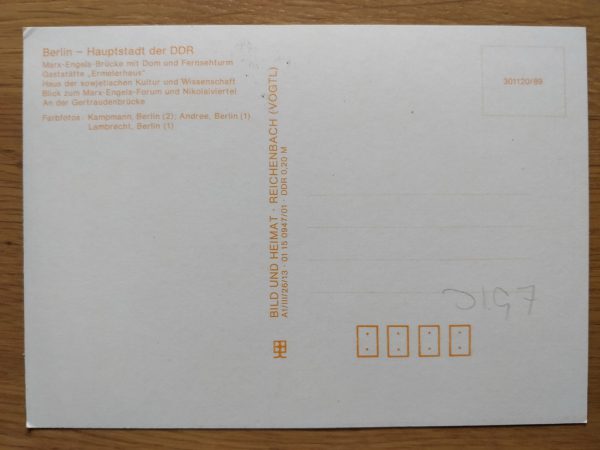 Berlin – Hauptstadt der DDR
Marx-Engels-Brücke mit Dom und Fernsehturm
Gaststätte „Ermelerhaus“
Haus der sowjetischen Kultur und Wissenschaft
Blick zum Marx-Engels-Forum und Nikolaiviertel
An der Gertraudenbrücke
Farbfotos: Kampmann, Berlin (2); Andree, Berlin (1)
Lambrecht, Berlin (1)
BILD UND HEIMAT · REICHENBACH (VOGTL)
A1/III/26/13 · 01 15 0947/01 · DDR 0,20 M
301120/89